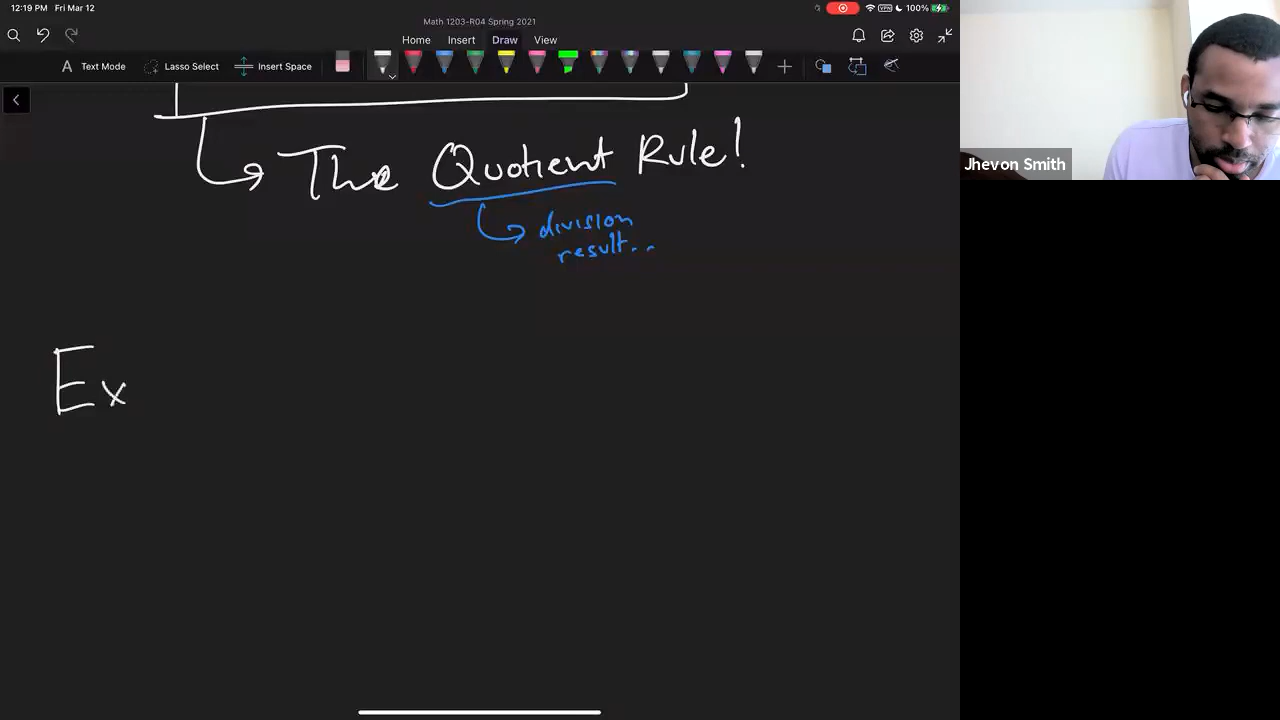 12:19 PM Fri Mar 12
VPN
100%
Math 1203-R04 Spring 2021
Home Insert Draw View
Text Mode Lasso Select Insert Space
The Quotient Rule!
division
result..
Ex
Jhevon Smith